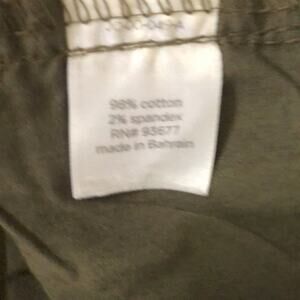 98% cotton
2% spandex
RN# 93677
made in Bahrain